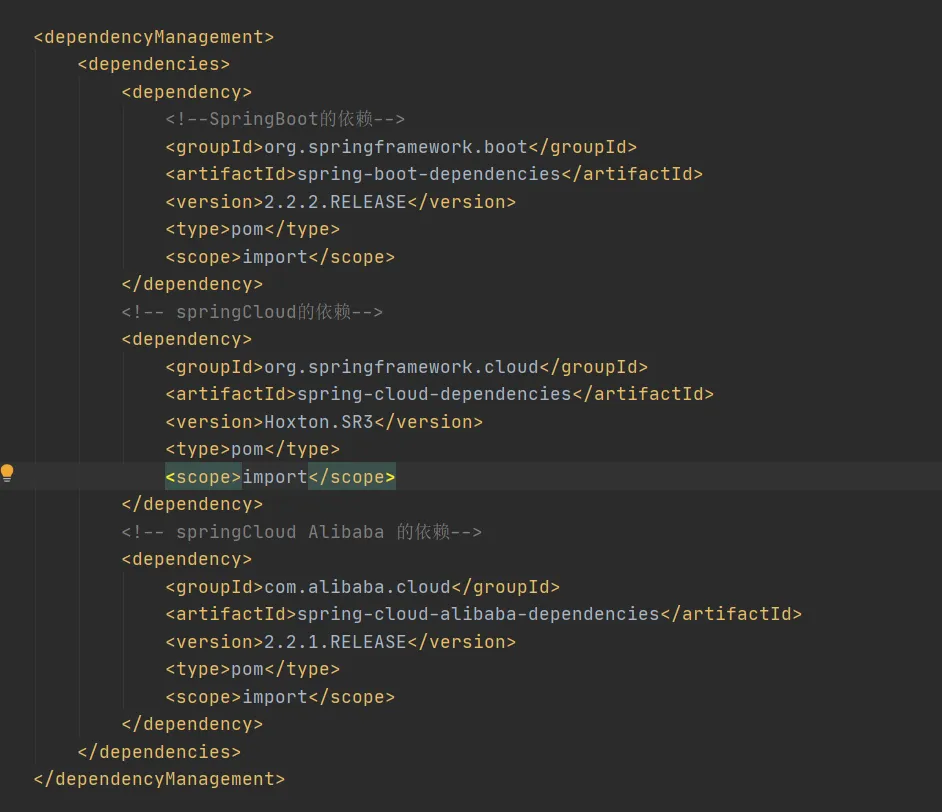 <dependencyManagement>
<dependencies>
<dependency>
<!--SpringBoot的依赖-->
<groupId>org.springframework.boot</groupId>
<artifactId>spring-boot-dependencies</artifactId>
<version>2.2.2.RELEASE</version>
<type>pom</type>
<scope>import</scope>
</dependency>
<!-- springCloud的依赖-->
<dependency>
<groupId>org.springframework.cloud</groupId>
<artifactId>spring-cloud-dependencies</artifactId>
<version>Hoxton.SR3</version>
<type>pom</type>
<scope>import</scope>
</dependency>
<!-- springCloud Alibaba 的依赖-->
<dependency>
<groupId>com.alibaba.cloud</groupId>
<artifactId>spring-cloud-alibaba-dependencies</artifactId>
<version>2.2.1.RELEASE</version>
<type>pom</type>
<scope>import</scope>
</dependency>
</dependencies>
</dependencyManagement>